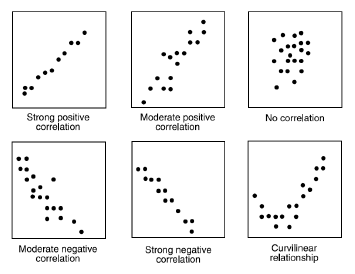 Strong positive
correlation
Moderate positive
correlation
No correlation
Moderate negative
correlation
Strong negative
correlation
Curvilinear
relationship